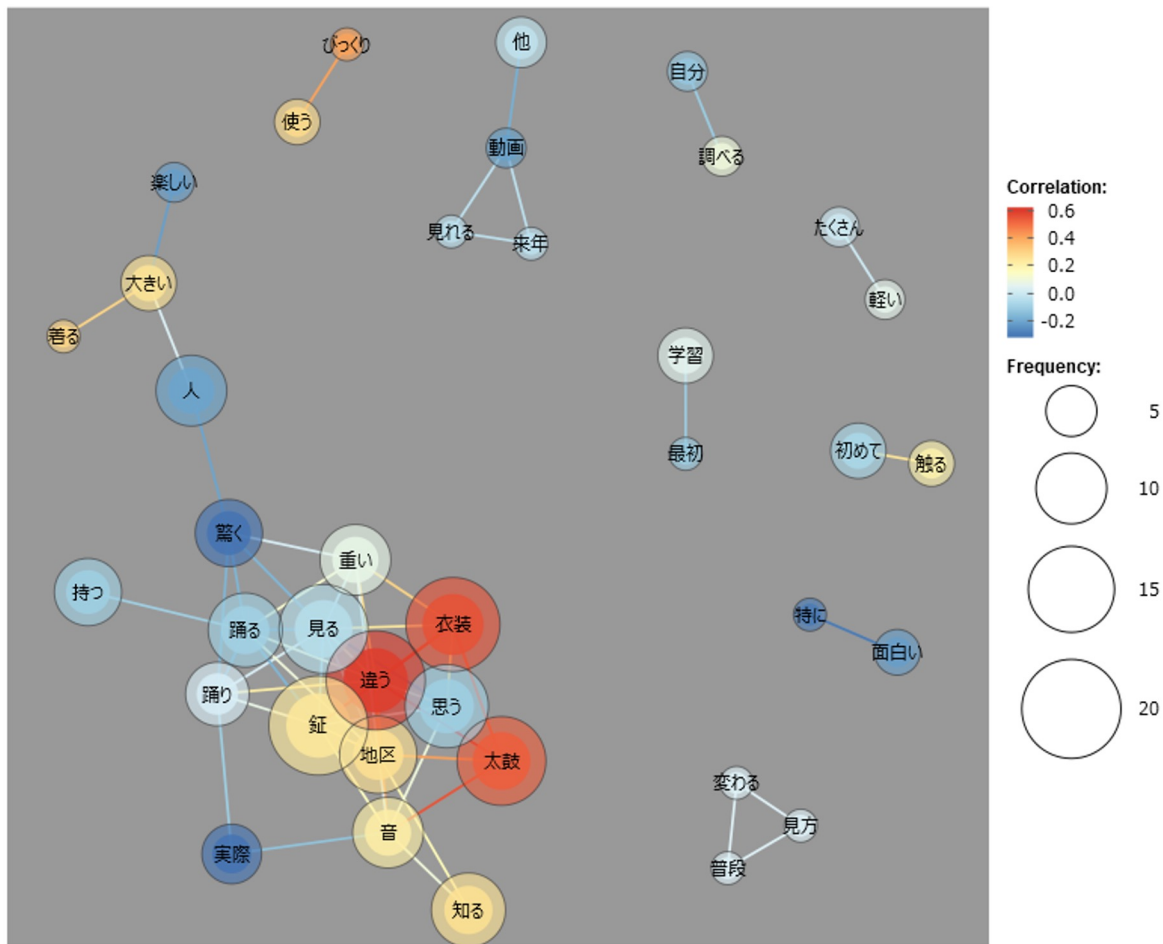 びっくり
使う
他
動画
見れる
来年
自分
調べる
楽しい
大きい
着る
人
たくさん
軽い
学習
最初
初めて
触る
驚く
重い
持つ
踊る
見る
衣装
違う
踊り
鉦
思う
地区
太鼓
音
実際
知る
特に
面白い
変わる
見方
普段
Correlation:
0.6
0.4
0.2
0.0
-0.2
Frequency:
5
10
15
20